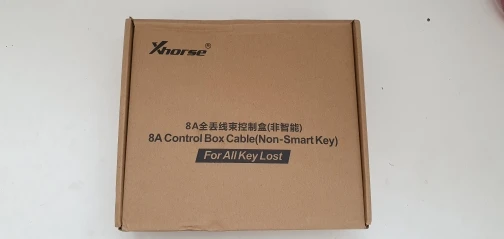 Xhorse®
8A全丢线束控制盒(非智能)
8A Control Box Cable(Non-Smart Key)
For All Key Lost